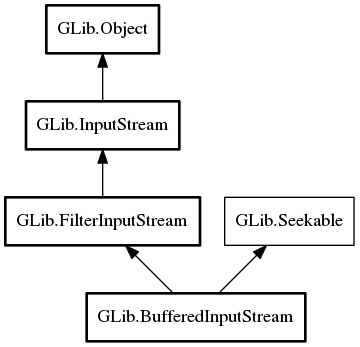 GLib.Object
GLib.InputStream
GLib.FilterInputStream
GLib.Seekable
GLib.BufferedInputStream